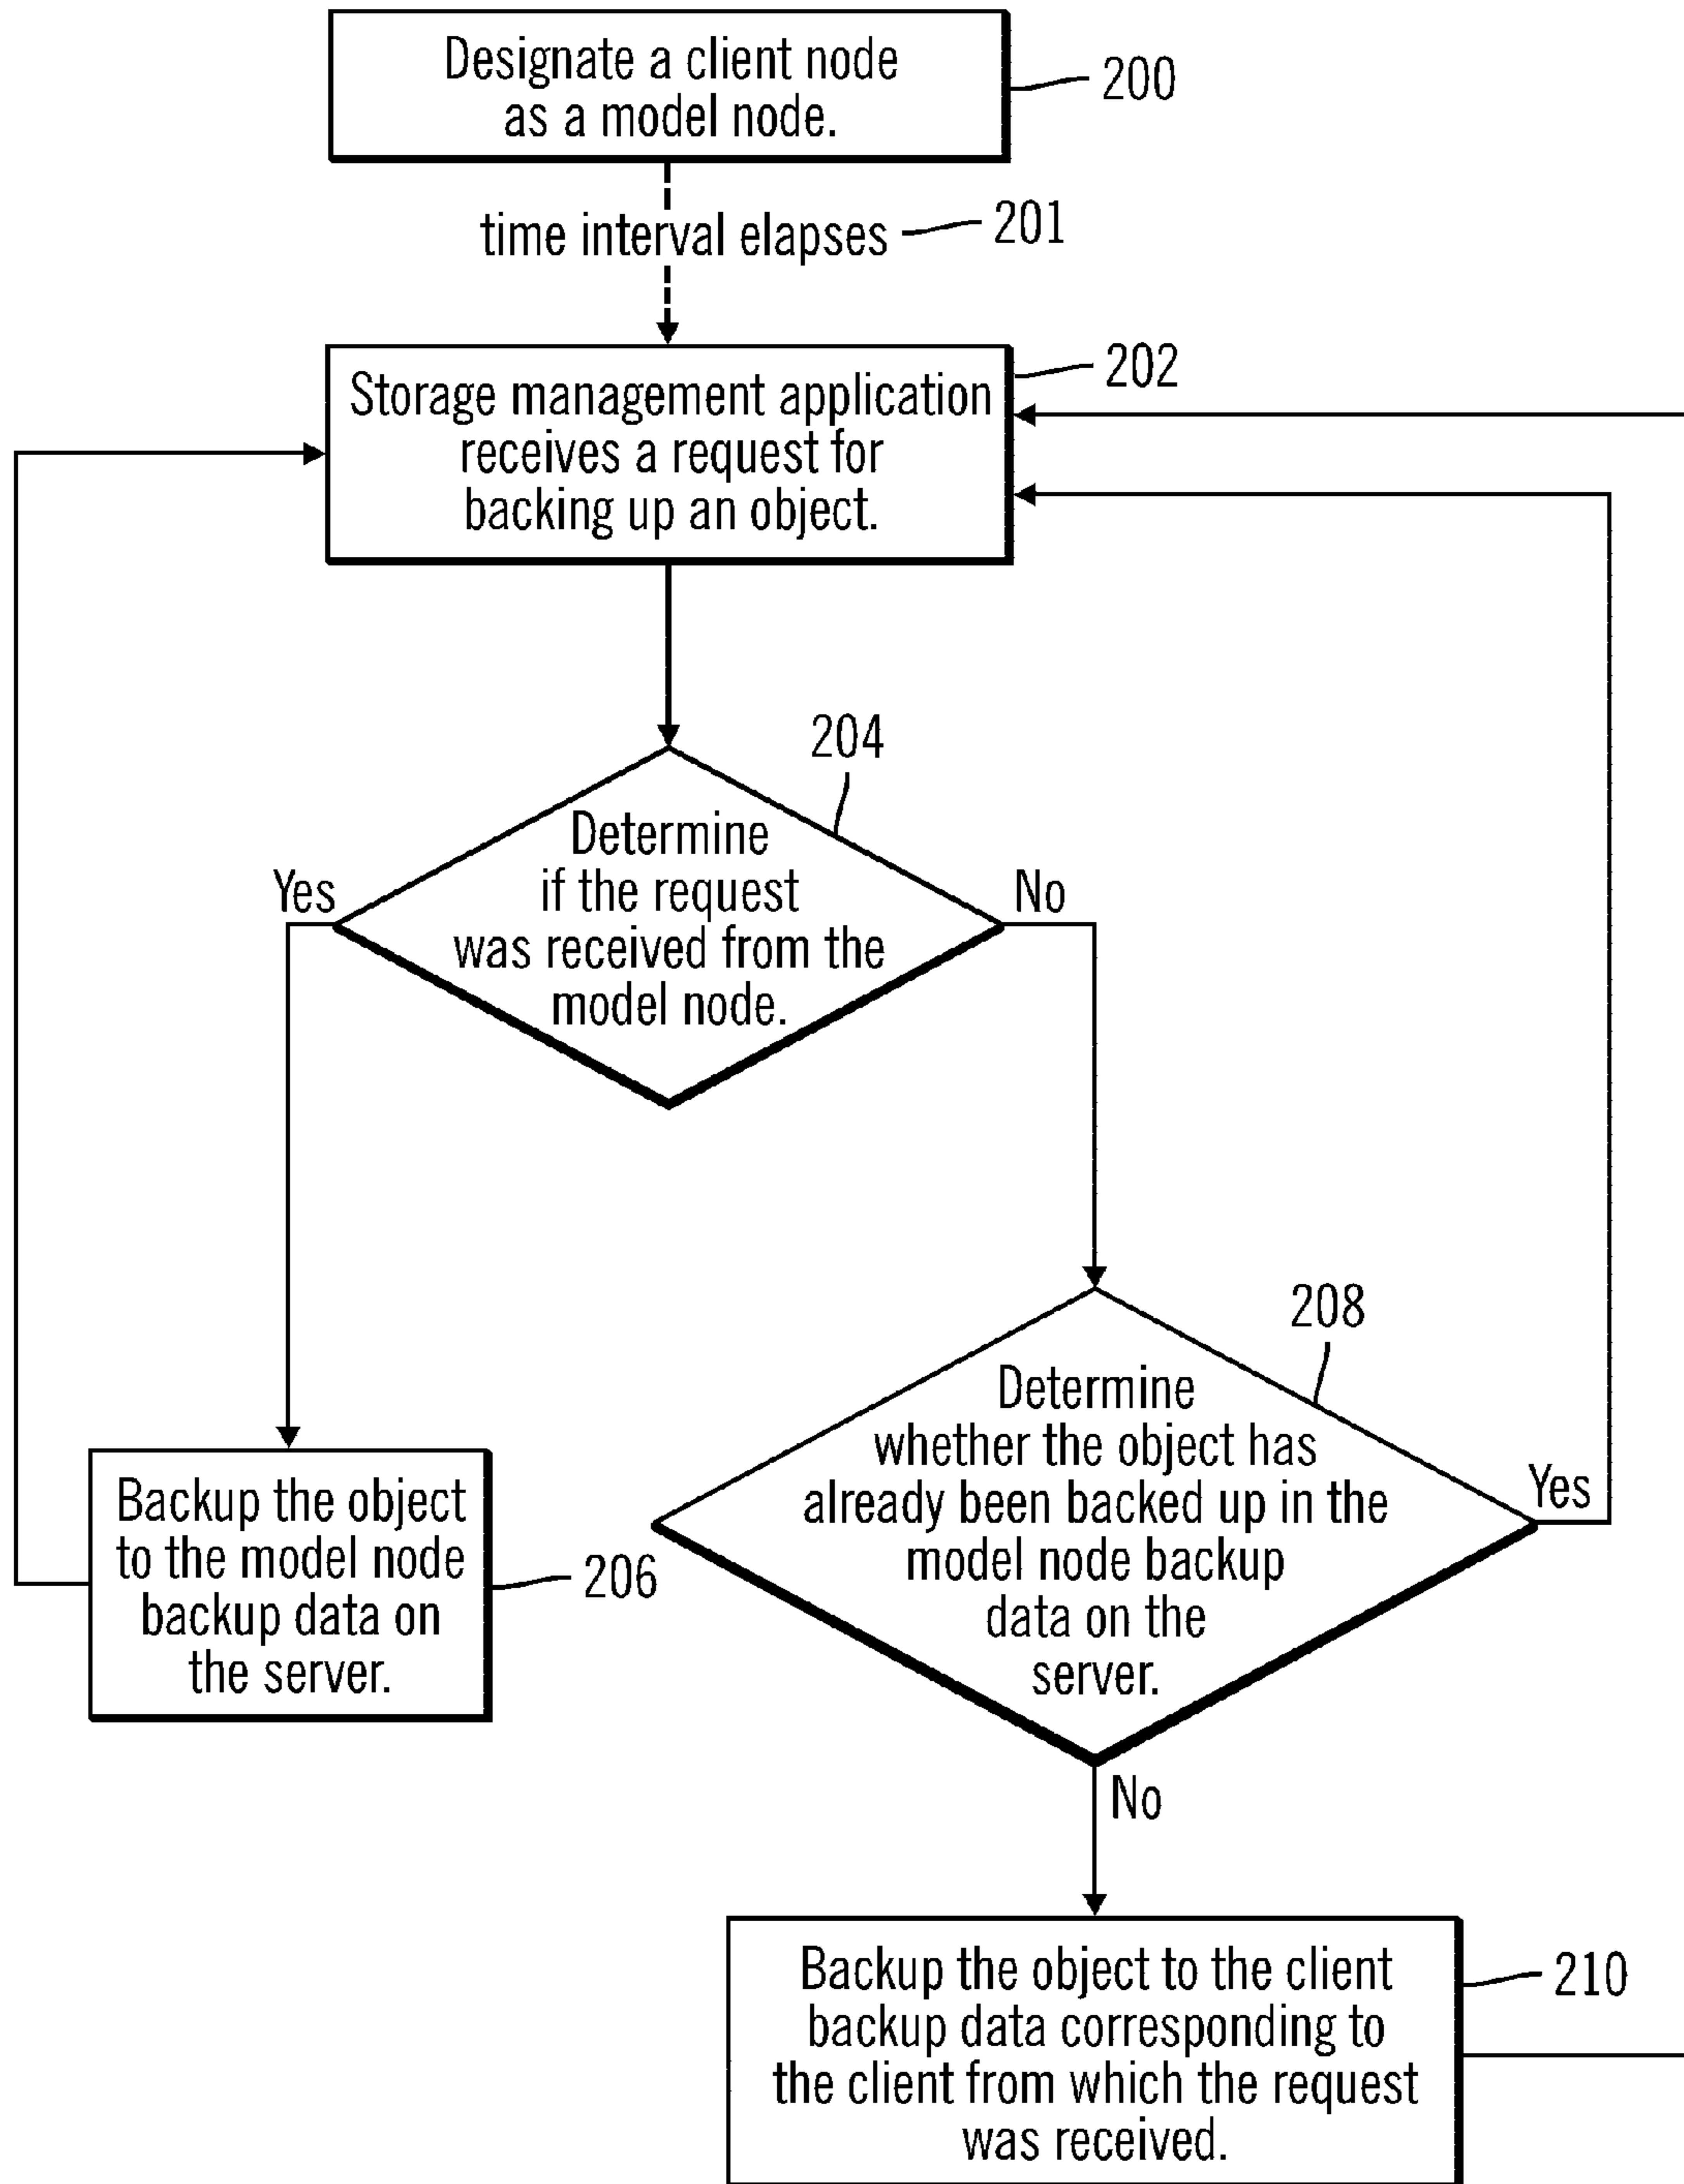 Designate a client node
as a model node.
200
time interval elapses
201
Storage management application
receives a request for
backing up an object.
202
204
Determine
if the request
was received from the
model node.
Yes
No
208
Determine
whether the object has
already been backed up in the
model node backup
data on the
server.
Yes
No
Backup the object
to the model node
backup data on
the server.
206
Backup the object to the client
backup data corresponding to
the client from which the request
was received.
210